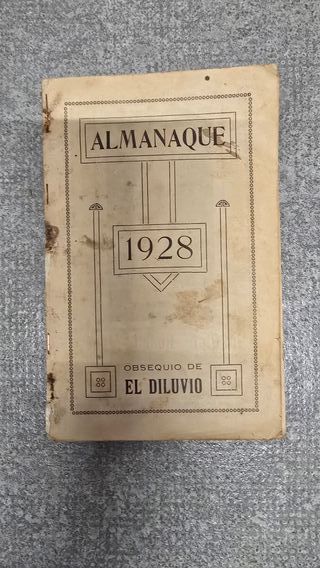 ALMANAQUE
1928
OBSEQUIO DE
EL DILUVIO